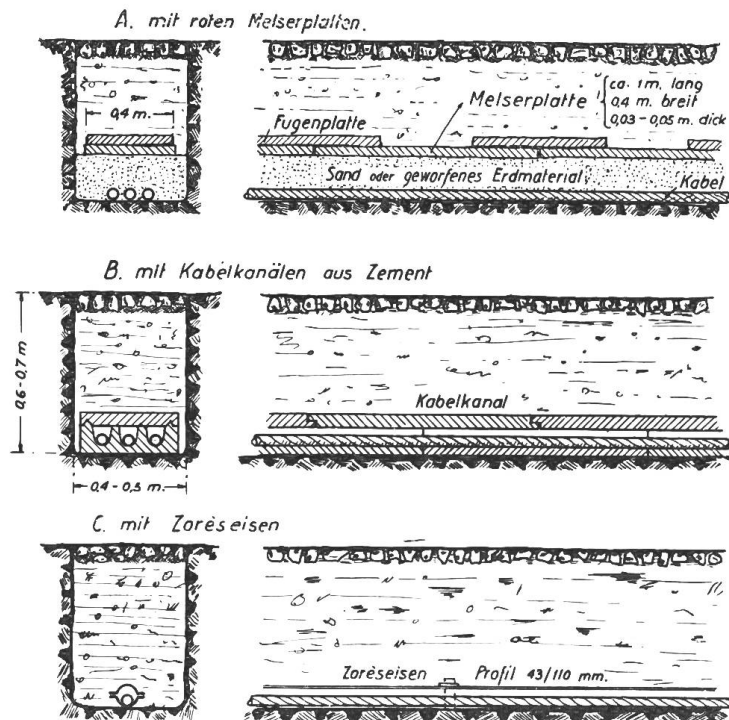 A. mit roten Melserplatten.
0,4 m.
Fugenplatte
Melserplatte
ca. 1 m. lang
0,4 m. breit
0,03 - 0,05 m. dick
Sand oder geworfenes Erdmaterial
Kabel
B. mit Kabelkanälen aus Zement
0,6 - 0,7 m
0,4 - 0,5 m.
Kabelkanal
C. mit Zorèseisen
Zorèseisen Profil 43/110 mm.